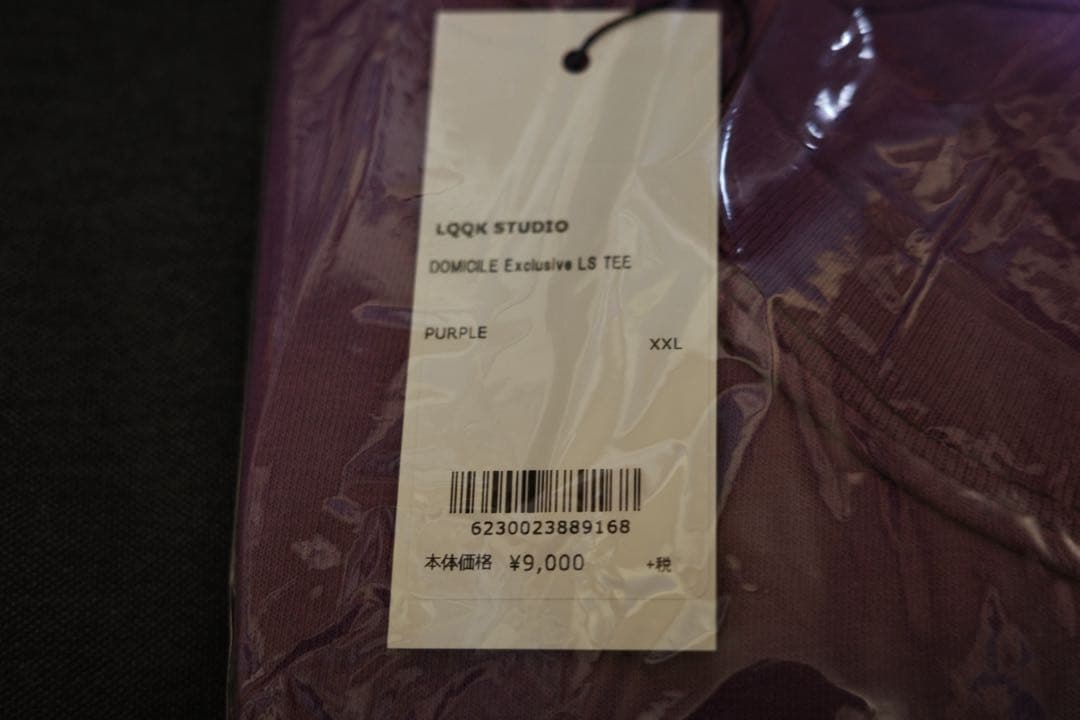 LQQK STUDIO
DOMICILE Exclusive LS TEE
PURPLE XXL
6230023889168
本体価格 ¥9,000 +税